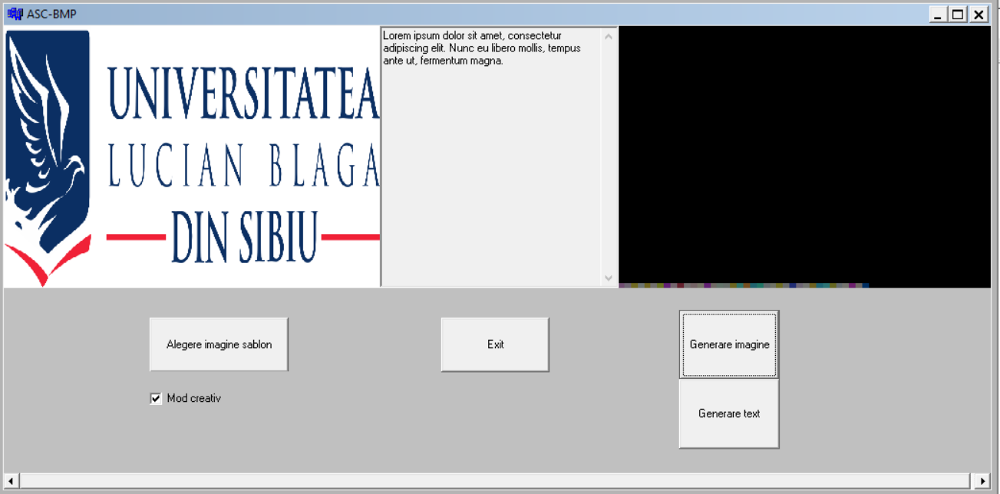 ASC-BMP
UNIVERSITATEA
LUCIAN BLAGA
DIN SIBIU
Lorem ipsum dolor sit amet, consectetur
adipiscing elit. Nunc eu libero mollis, tempus
ante ut, fermentum magna.
Alegere imagine sablon
Exit
Generare imagine
Mod creativ
Generare text